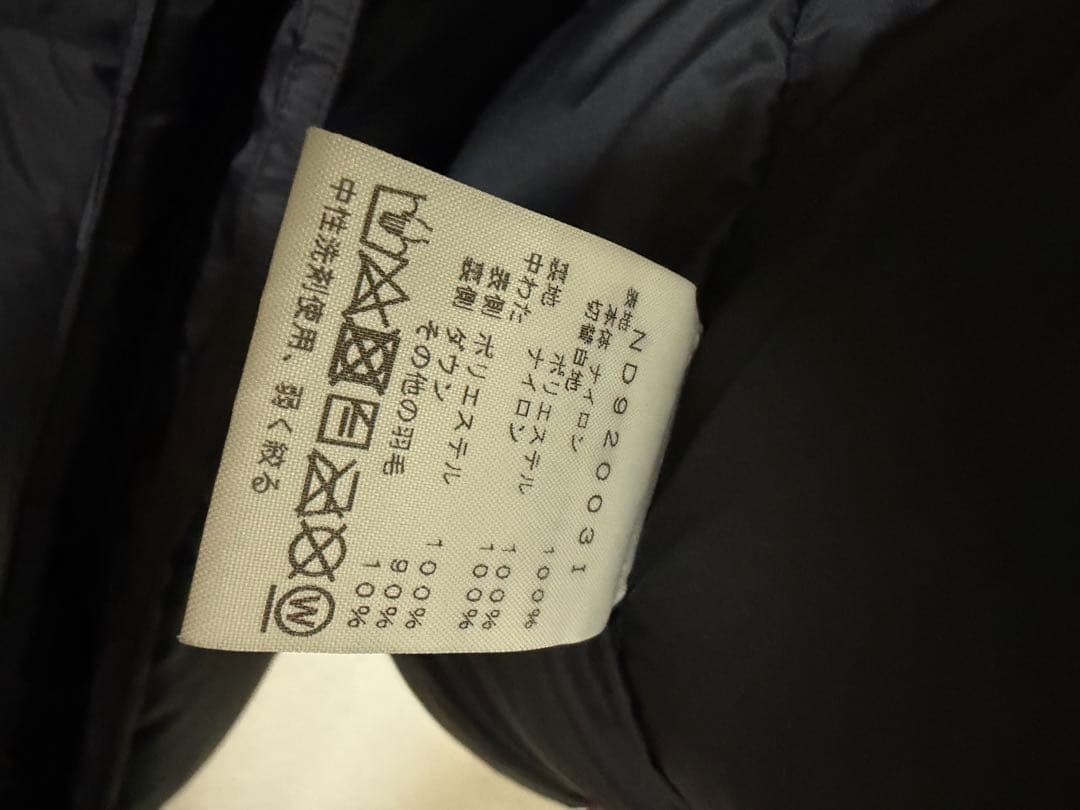 ND92003I
表地 本体 ナイロン 100%
切替白地 ポリエステル 100%
裏地 ナイロン 100%
中わた
表側 ポリエステル 100%
裏側 ダウン 90%
その他の羽毛 10%
W
中性洗剤使用、弱く絞る